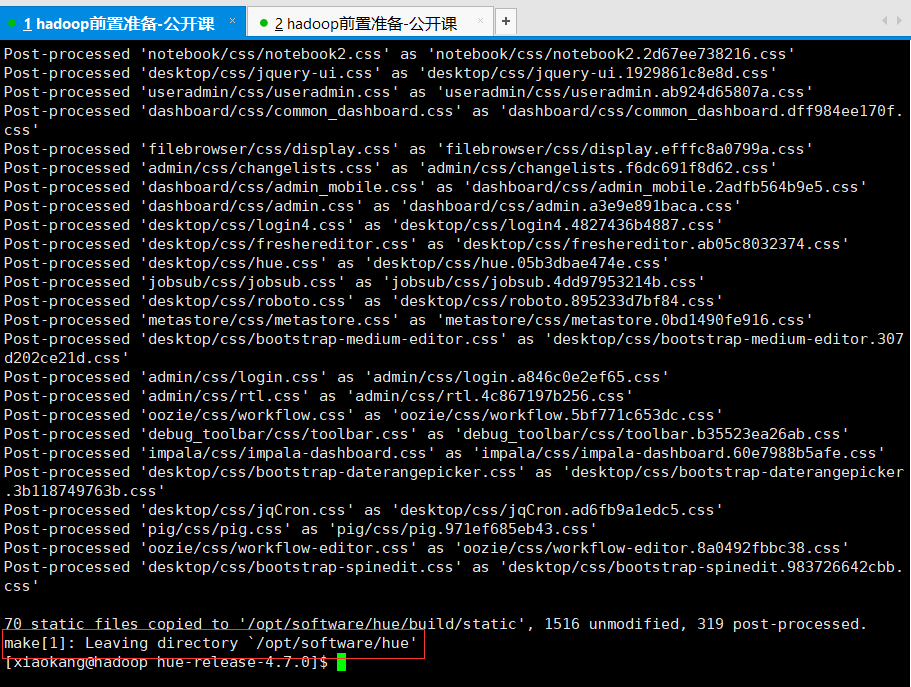 1 hadoop前置准备-公开课 × 2 hadoop前置准备-公开课 × +
Post-processed 'notebook/css/notebook2.css' as 'notebook/css/notebook2.2d67ee738216.css'
Post-processed 'desktop/css/jquery-ui.css' as 'desktop/css/jquery-ui.1929861c8e8d.css'
Post-processed 'useradmin/css/useradmin.css' as 'useradmin/css/useradmin.ab924d65807a.css'
Post-processed 'dashboard/css/common_dashboard.css' as 'dashboard/css/common_dashboard.dff984ee170f.
css'
Post-processed 'filebrowser/css/display.css' as 'filebrowser/css/display.efffc8a0799a.css'
Post-processed 'admin/css/changelists.css' as 'admin/css/changelists.f6dc691f8d62.css'
Post-processed 'dashboard/css/admin_mobile.css' as 'dashboard/css/admin_mobile.2adfb564b9e5.css'
Post-processed 'dashboard/css/admin.css' as 'dashboard/css/admin.a3e9e891baca.css'
Post-processed 'desktop/css/login4.css' as 'desktop/css/login4.4827436b4887.css'
Post-processed 'desktop/css/freshereditor.css' as 'desktop/css/freshereditor.ab05c8032374.css'
Post-processed 'desktop/css/hue.css' as 'desktop/css/hue.05b3dbae474e.css'
Post-processed 'jobsub/css/jobsub.css' as 'jobsub/css/jobsub.4dd97953214b.css'
Post-processed 'desktop/css/roboto.css' as 'desktop/css/roboto.895233d7bf84.css'
Post-processed 'metastore/css/metastore.css' as 'metastore/css/metastore.0bd1490fe916.css'
Post-processed 'desktop/css/bootstrap-medium-editor.css' as 'desktop/css/bootstrap-medium-editor.307
d202ce21d.css'
Post-processed 'admin/css/login.css' as 'admin/css/login.a846c0e2ef65.css'
Post-processed 'admin/css/rtl.css' as 'admin/css/rtl.4c867197b256.css'
Post-processed 'oozie/css/workflow.css' as 'oozie/css/workflow.5bf771c653dc.css'
Post-processed 'debug_toolbar/css/toolbar.css' as 'debug_toolbar/css/toolbar.b35523ea26ab.css'
Post-processed 'impala/css/impala-dashboard.css' as 'impala/css/impala-dashboard.60e7988b5afe.css'
Post-processed 'desktop/css/bootstrap-daterangepicker.css' as 'desktop/css/bootstrap-daterangepicker
.3b118749763b.css'
Post-processed 'desktop/css/jqCron.css' as 'desktop/css/jqCron.ad6fb9a1edc5.css'
Post-processed 'pig/css/pig.css' as 'pig/css/pig.971ef685eb43.css'
Post-processed 'oozie/css/workflow-editor.css' as 'oozie/css/workflow-editor.8a0492fbbc38.css'
Post-processed 'desktop/css/bootstrap-spinedit.css' as 'desktop/css/bootstrap-spinedit.983726642cbb.
css'
70 static files copied to '/opt/software/hue/build/static', 1516 unmodified, 319 post-processed.
make[1]: Leaving directory `/opt/software/hue'
[xiaokang@hadoop hue-release-4.7.0]$